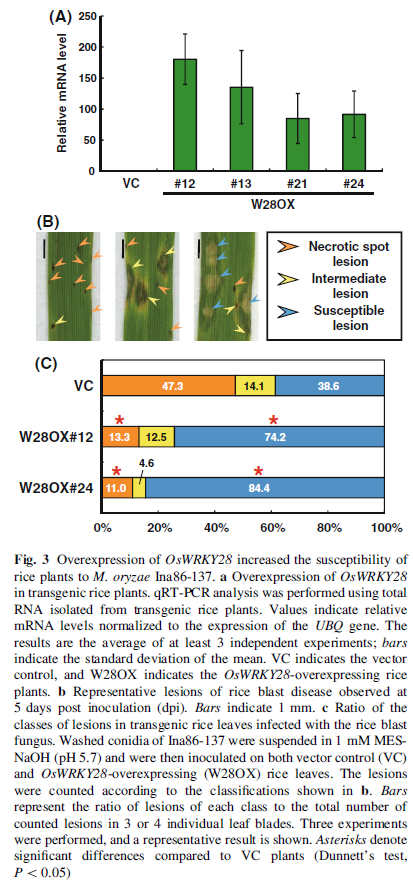 (A)
250
200
150
100
50
0
Relative mRNA level
VC #12 #13 #21 #24
W28OX
(B)
Necrotic spot
lesion
Intermediate
lesion
Susceptible
lesion
(C)
VC 47.3 14.1 38.6
* *
W28OX#12 13.3 12.5 74.2
4.6
* *
W28OX#24 11.0 84.4
0% 20% 40% 60% 80% 100%
Fig. 3 Overexpression of OsWRKY28 increased the susceptibility of
rice plants to M. oryzae Ina86-137. a Overexpression of OsWRKY28
in transgenic rice plants. qRT-PCR analysis was performed using total
RNA isolated from transgenic rice plants. Values indicate relative
mRNA levels normalized to the expression of the UBQ gene. The
results are the average of at least 3 independent experiments; bars
indicate the standard deviation of the mean. VC indicates the vector
control, and W28OX indicates the OsWRKY28-overexpressing rice
plants. b Representative lesions of rice blast disease observed at
5 days post inoculation (dpi). Bars indicate 1 mm. c Ratio of the
classes of lesions in transgenic rice leaves infected with the rice blast
fungus. Washed conidia of Ina86-137 were suspended in 1 mM MES-
NaOH (pH 5.7) and were then inoculated on both vector control (VC)
and OsWRKY28-overexpressing (W28OX) rice leaves. The lesions
were counted according to the classifications shown in b. Bars
represent the ratio of lesions of each class to the total number of
counted lesions in 3 or 4 individual leaf blades. Three experiments
were performed, and a representative result is shown. Asterisks denote
significant differences compared to VC plants (Dunnett's test,
P < 0.05)